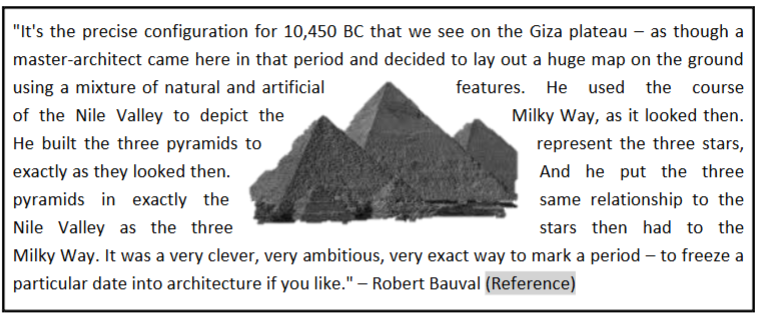 "It's the precise configuration for 10,450 BC that we see on the Giza plateau – as though a
master-architect came here in that period and decided to lay out a huge map on the ground
using a mixture of natural and artificial features. He used the course
of the Nile Valley to depict the Milky Way, as it looked then.
He built the three pyramids to represent the three stars,
exactly as they looked then. And he put the three
pyramids in exactly the same relationship to the
Nile Valley as the three stars then had to the
Milky Way. It was a very clever, very ambitious, very exact way to mark a period – to freeze a
particular date into architecture if you like." – Robert Bauval (Reference)